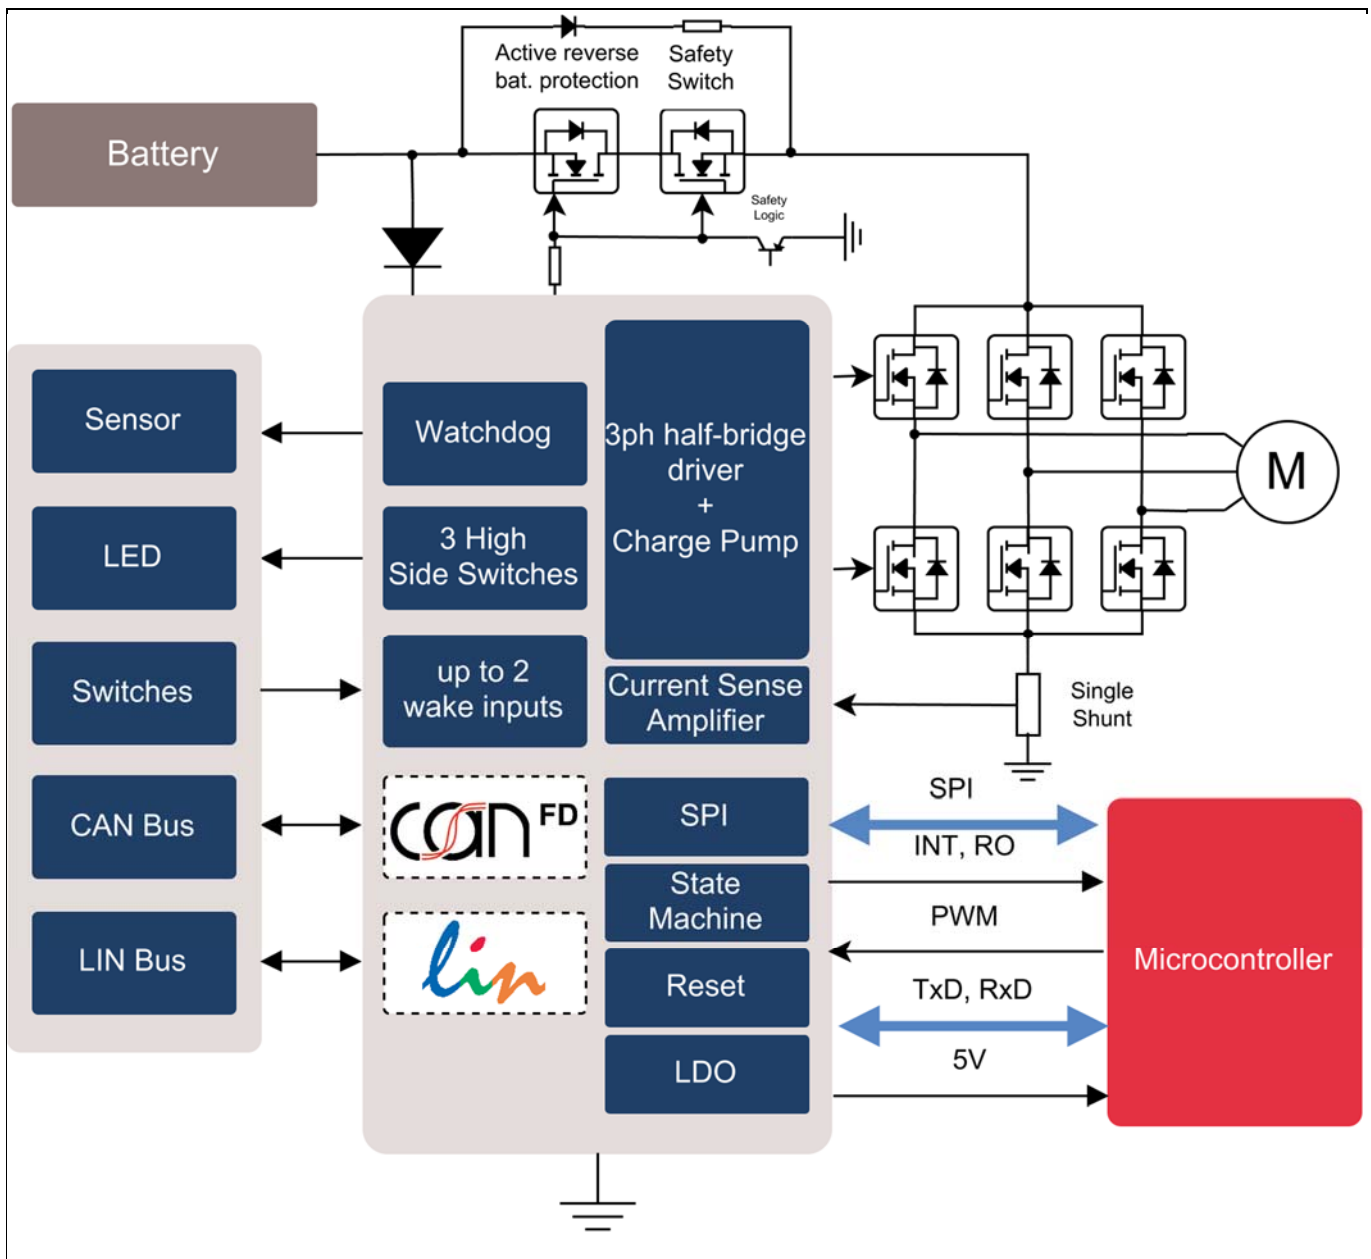 Active reverse
bat. protection
Safety
Switch
Battery
Safety
Logic
Sensor
LED
Switches
CAN Bus
LIN Bus
Watchdog
3 High
Side Switches
up to 2
wake inputs
CAN FD
lin
3ph half-bridge
driver
+
Charge Pump
Current Sense
Amplifier
SPI
State
Machine
Reset
LDO
M
Single
Shunt
SPI
INT, RO
PWM
TxD, RxD
5V
Microcontroller